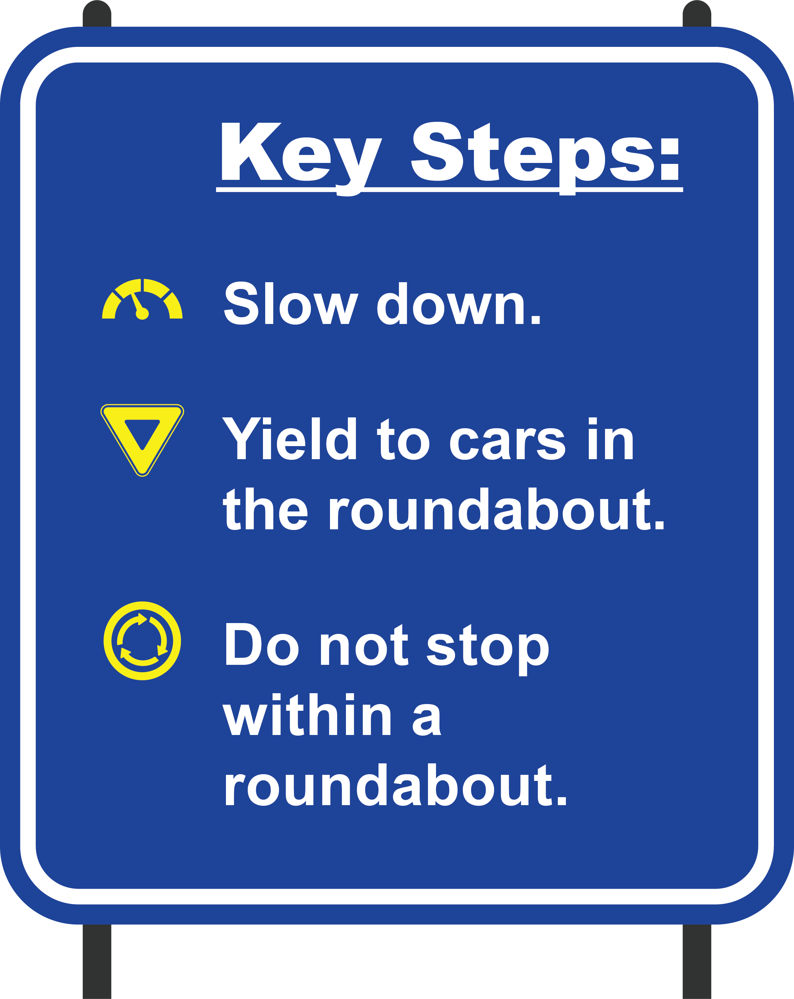 Key Steps:
Slow down.
Yield to cars in
the roundabout.
Do not stop
within a
roundabout.